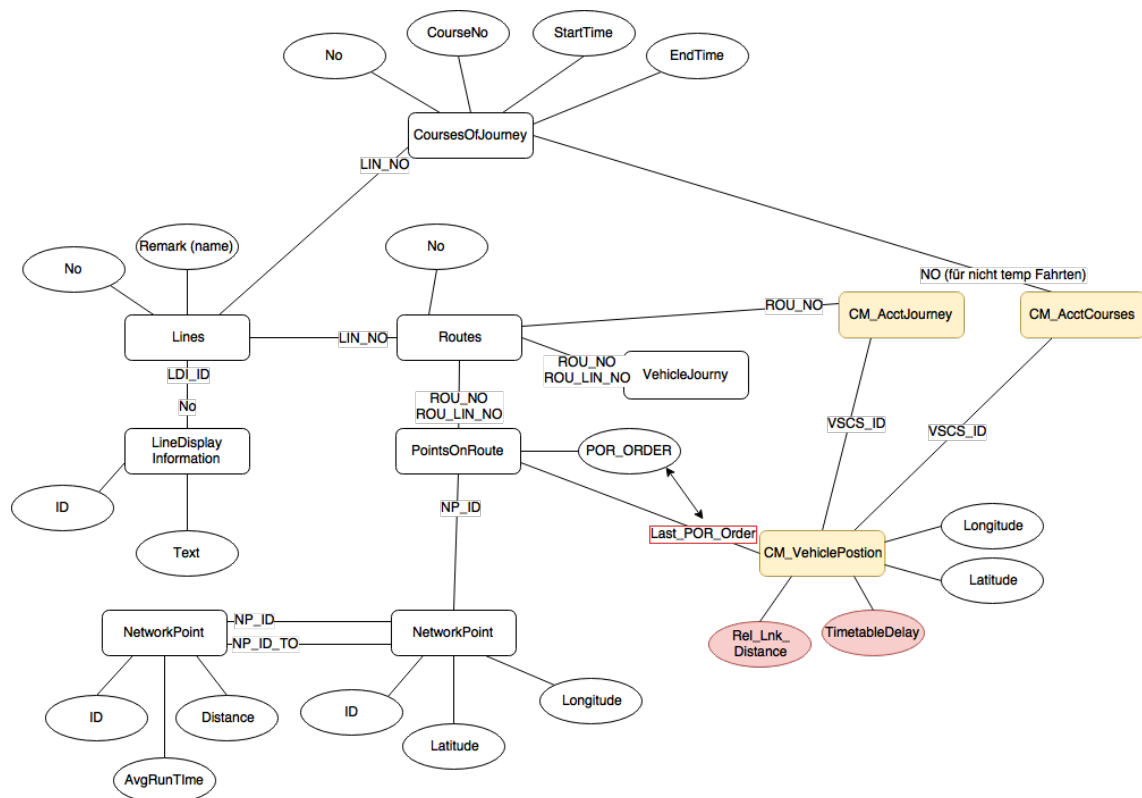 CourseNo
StartTime
No
EndTime
CoursesOfJourney
LIN_NO
Remark (name)
No
No
NO (für nicht temp Fahrten)
ROU_NO
Lines
LIN_NO
Routes
CM_AcctJourney
CM_AcctCourses
ROU_NO
ROU_LIN_NO
VehicleJourny
LDI_ID
No
ROU_NO
ROU_LIN_NO
VSCS_ID
VSCS_ID
LineDisplay
Information
PointsOnRoute
POR_ORDER
ID
NP_ID
Text
Last_POR_Order
CM_VehiclePostion
Longitude
Latitude
NetworkPoint
NP_ID
NP_ID_TO
NetworkPoint
Rel_Lnk_
Distance
TimetableDelay
ID
Distance
ID
Longitude
Latitude
AvgRunTIme